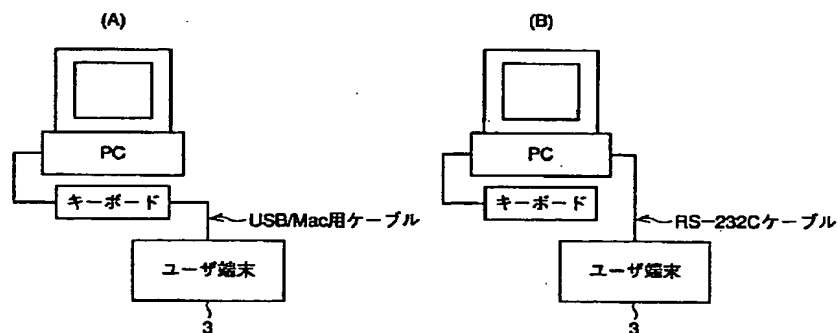 (A)
PC
キーボード
USB/Mac用ケーブル
ユーザ端末
3
(B)
PC
キーボード
RS-232Cケーブル
ユーザ端末
3